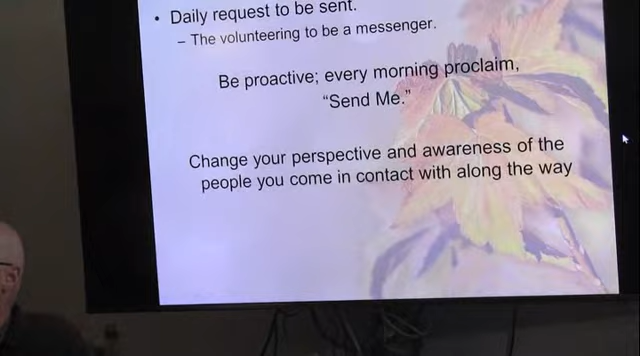 • Daily request to be sent.
– The volunteering to be a messenger.
Be proactive; every morning proclaim,
“Send Me.”
Change your perspective and awareness of the
people you come in contact with along the way